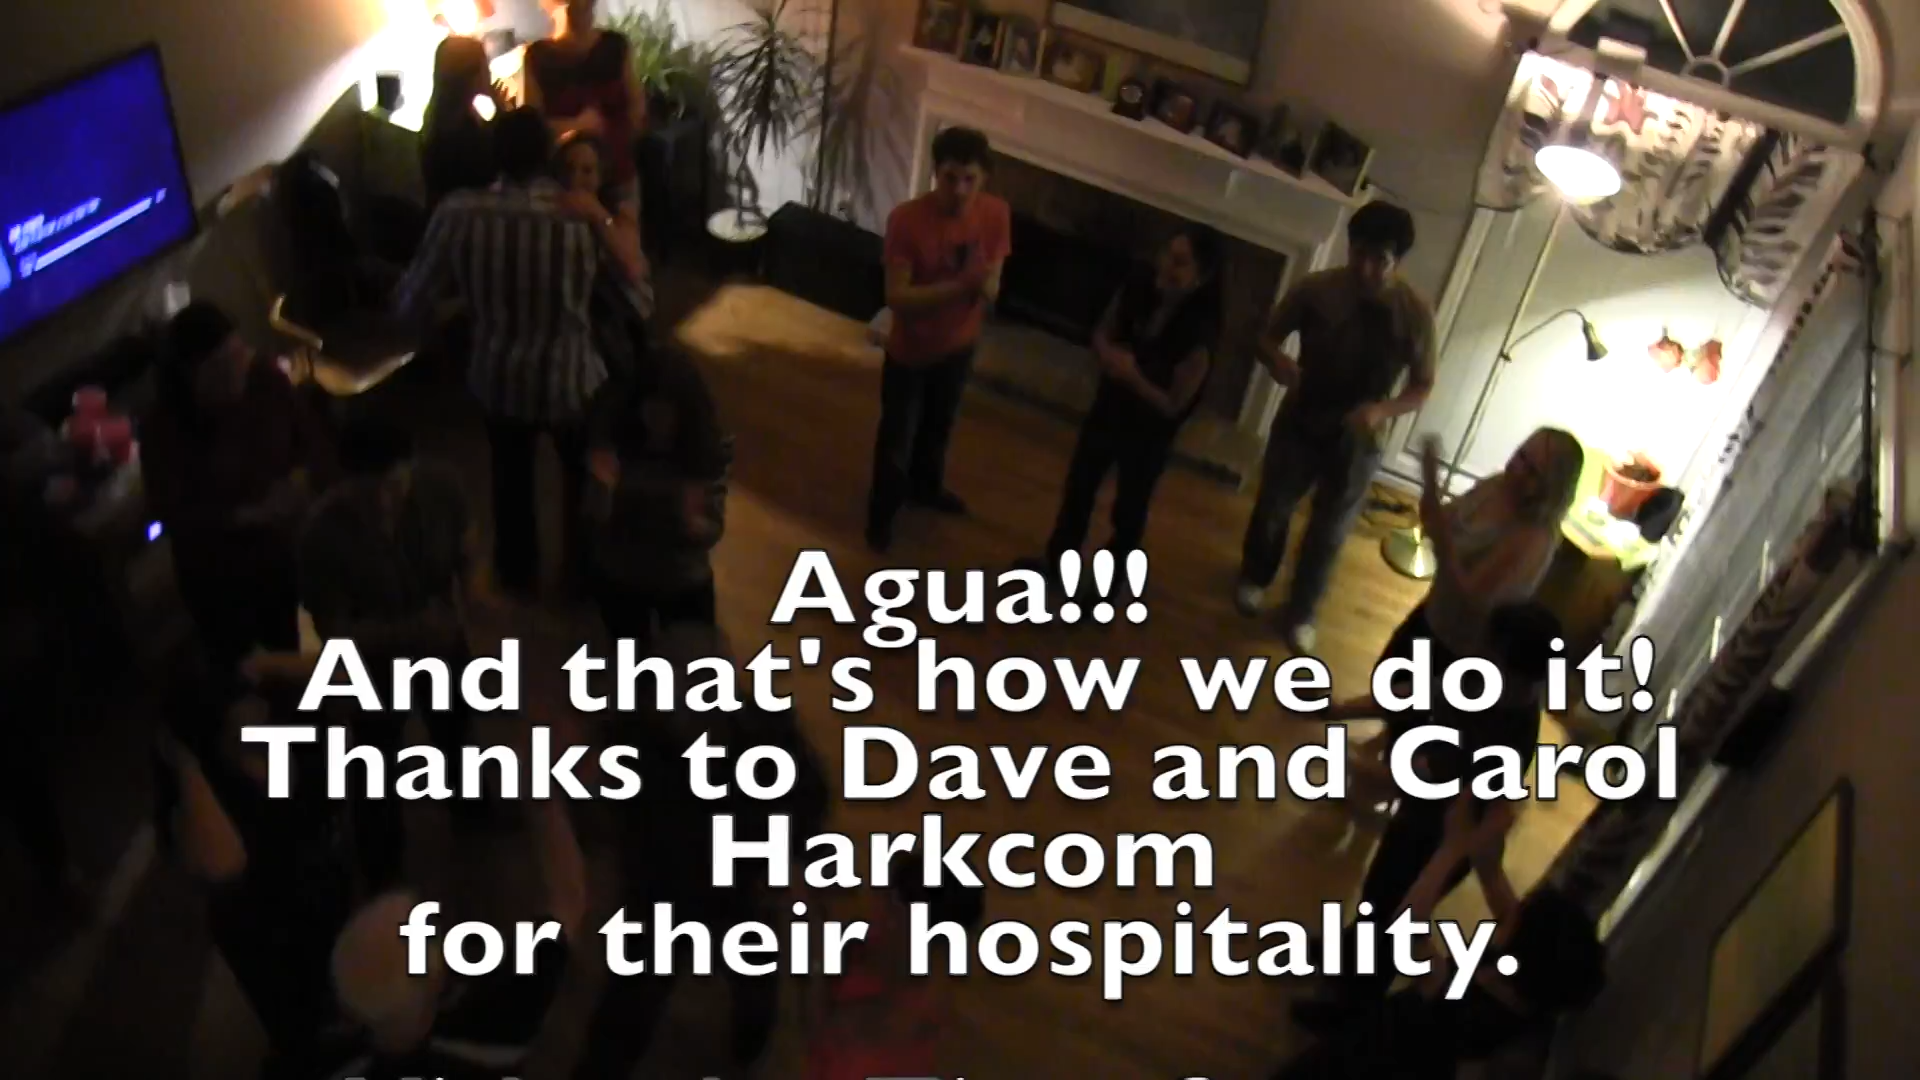 Agua!!!
And that's how we do it!
Thanks to Dave and Carol
Harkcom
for their hospitality.